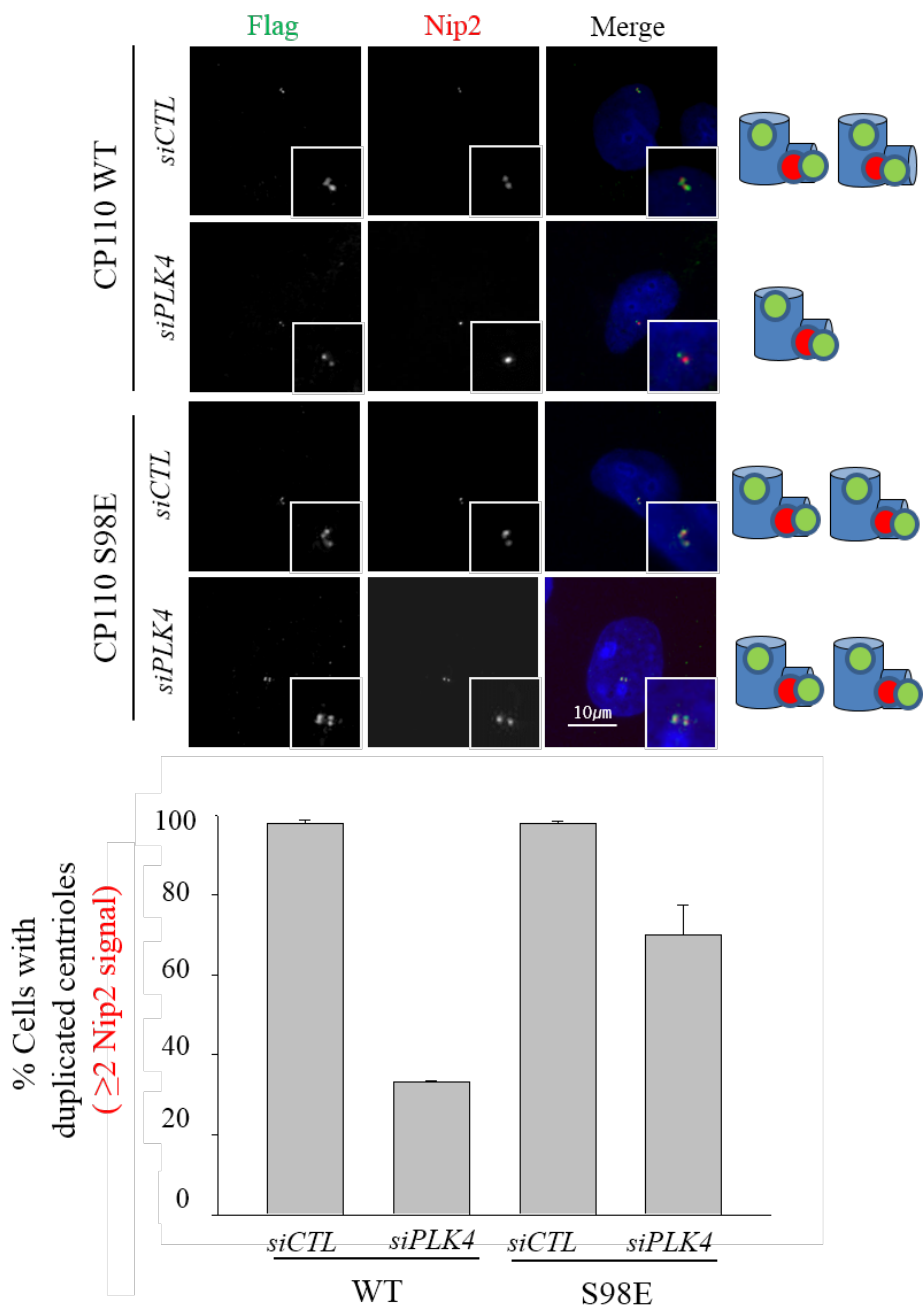 Flag Nip2 Merge
CP110 WT
siCTL
siPLK4
CP110 S98E
siCTL
siPLK4
10µm
% Cells with
duplicated centrioles
( ≥2 Nip2 signal)
100
80
60
40
20
0
siCTL siPLK4 siCTL siPLK4
WT S98E